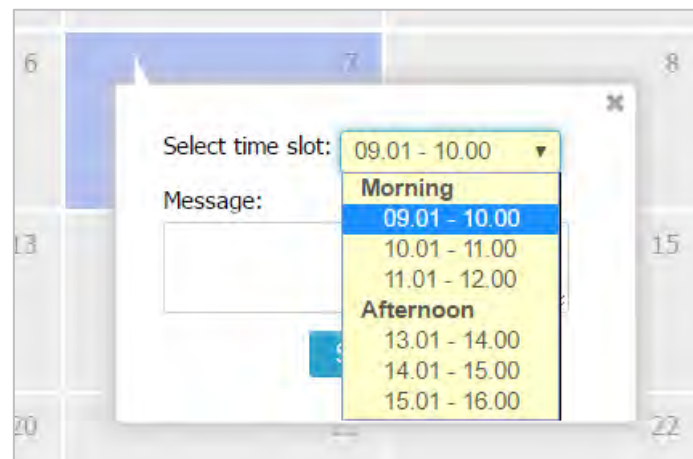 6 7 8
Select time slot: 09.01 - 10.00
Morning
Message:
09.01 - 10.00
13 15
10.01 - 11.00
11.01 - 12.00
Afternoon
13.01 - 14.00
14.01 - 15.00
15.01 - 16.00
20 22